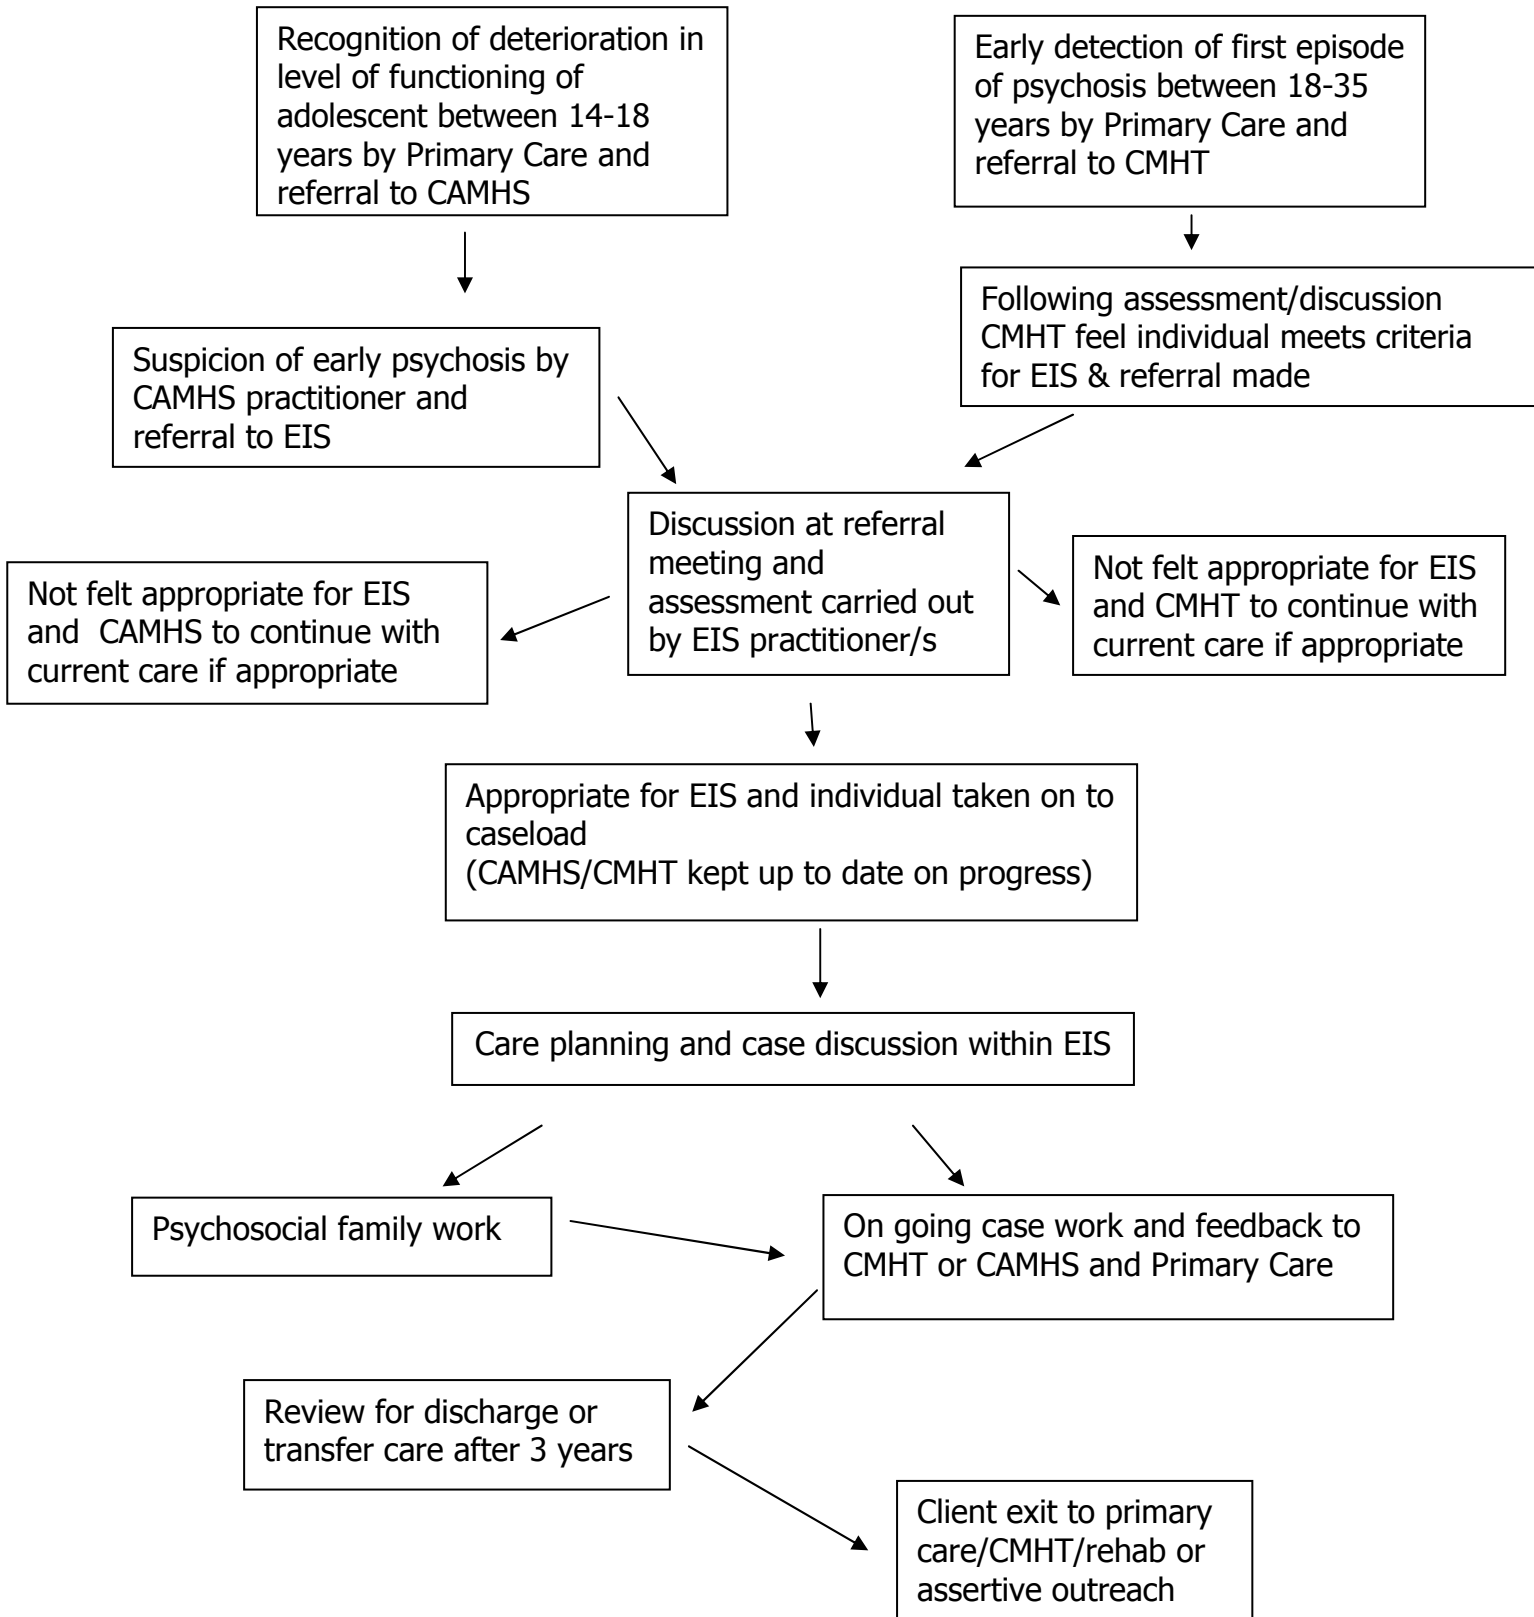 Recognition of deterioration in
level of functioning of
adolescent between 14-18
years by Primary Care and
referral to CAMHS
Early detection of first episode
of psychosis between 18-35
years by Primary Care and
referral to CMHT
Following assessment/discussion
CMHT feel individual meets criteria
for EIS & referral made
Suspicion of early psychosis by
CAMHS practitioner and
referral to EIS
Discussion at referral
meeting and
assessment carried out
by EIS practitioner/s
Not felt appropriate for EIS
and  CAMHS to continue with
current care if appropriate
Not felt appropriate for EIS
and CMHT to continue with
current care if appropriate
Appropriate for EIS and individual taken on to
caseload
(CAMHS/CMHT kept up to date on progress)
Care planning and case discussion within EIS
Psychosocial family work
On going case work and feedback to
CMHT or CAMHS and Primary Care
Review for discharge or
transfer care after 3 years
Client exit to primary
care/CMHT/rehab or
assertive outreach